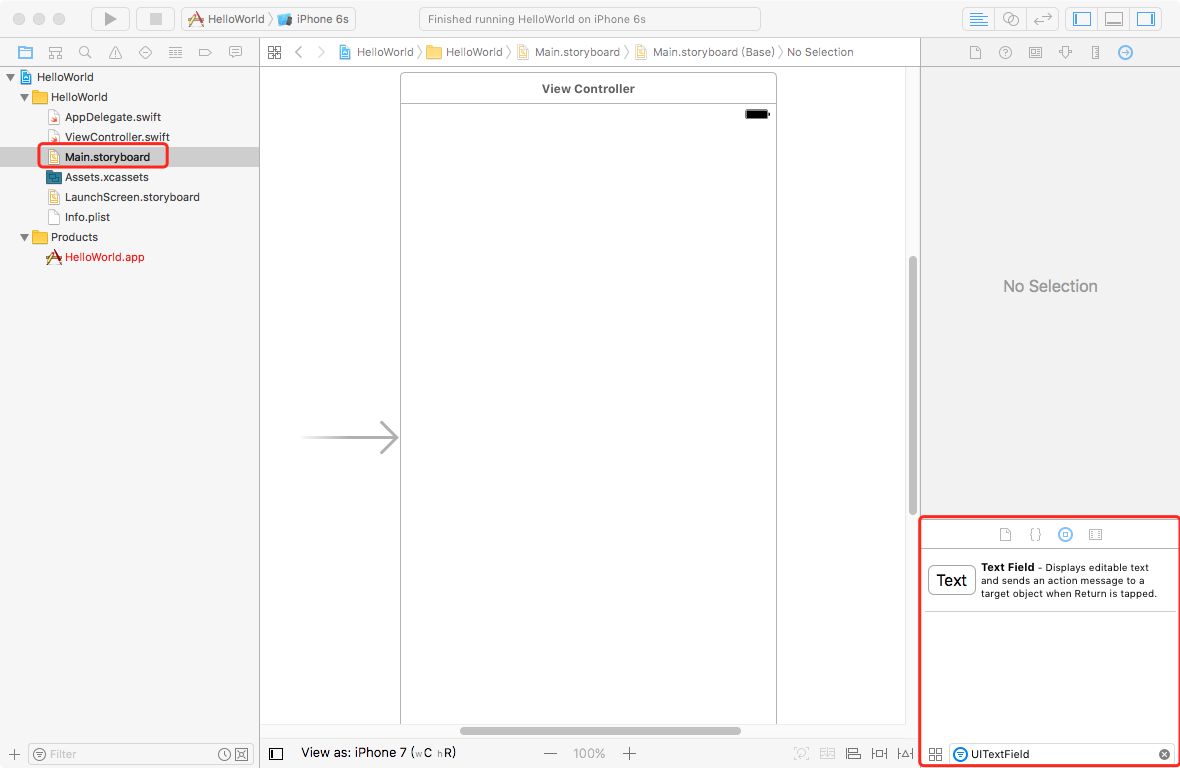 HelloWorld
iPhone 6s
Finished running HelloWorld on iPhone 6s
HelloWorld
HelloWorld
Main.storyboard
Main.storyboard (Base)
No Selection
HelloWorld
HelloWorld
AppDelegate.swift
ViewController.swift
Main.storyboard
Assets.xcassets
LaunchScreen.storyboard
Info.plist
Products
HelloWorld.app
Filter
View Controller
View as: iPhone 7 (wC hR)
100%
No Selection
{}
Text
Text Field - Displays editable text
and sends an action message to a
target object when Return is tapped.
UITextField